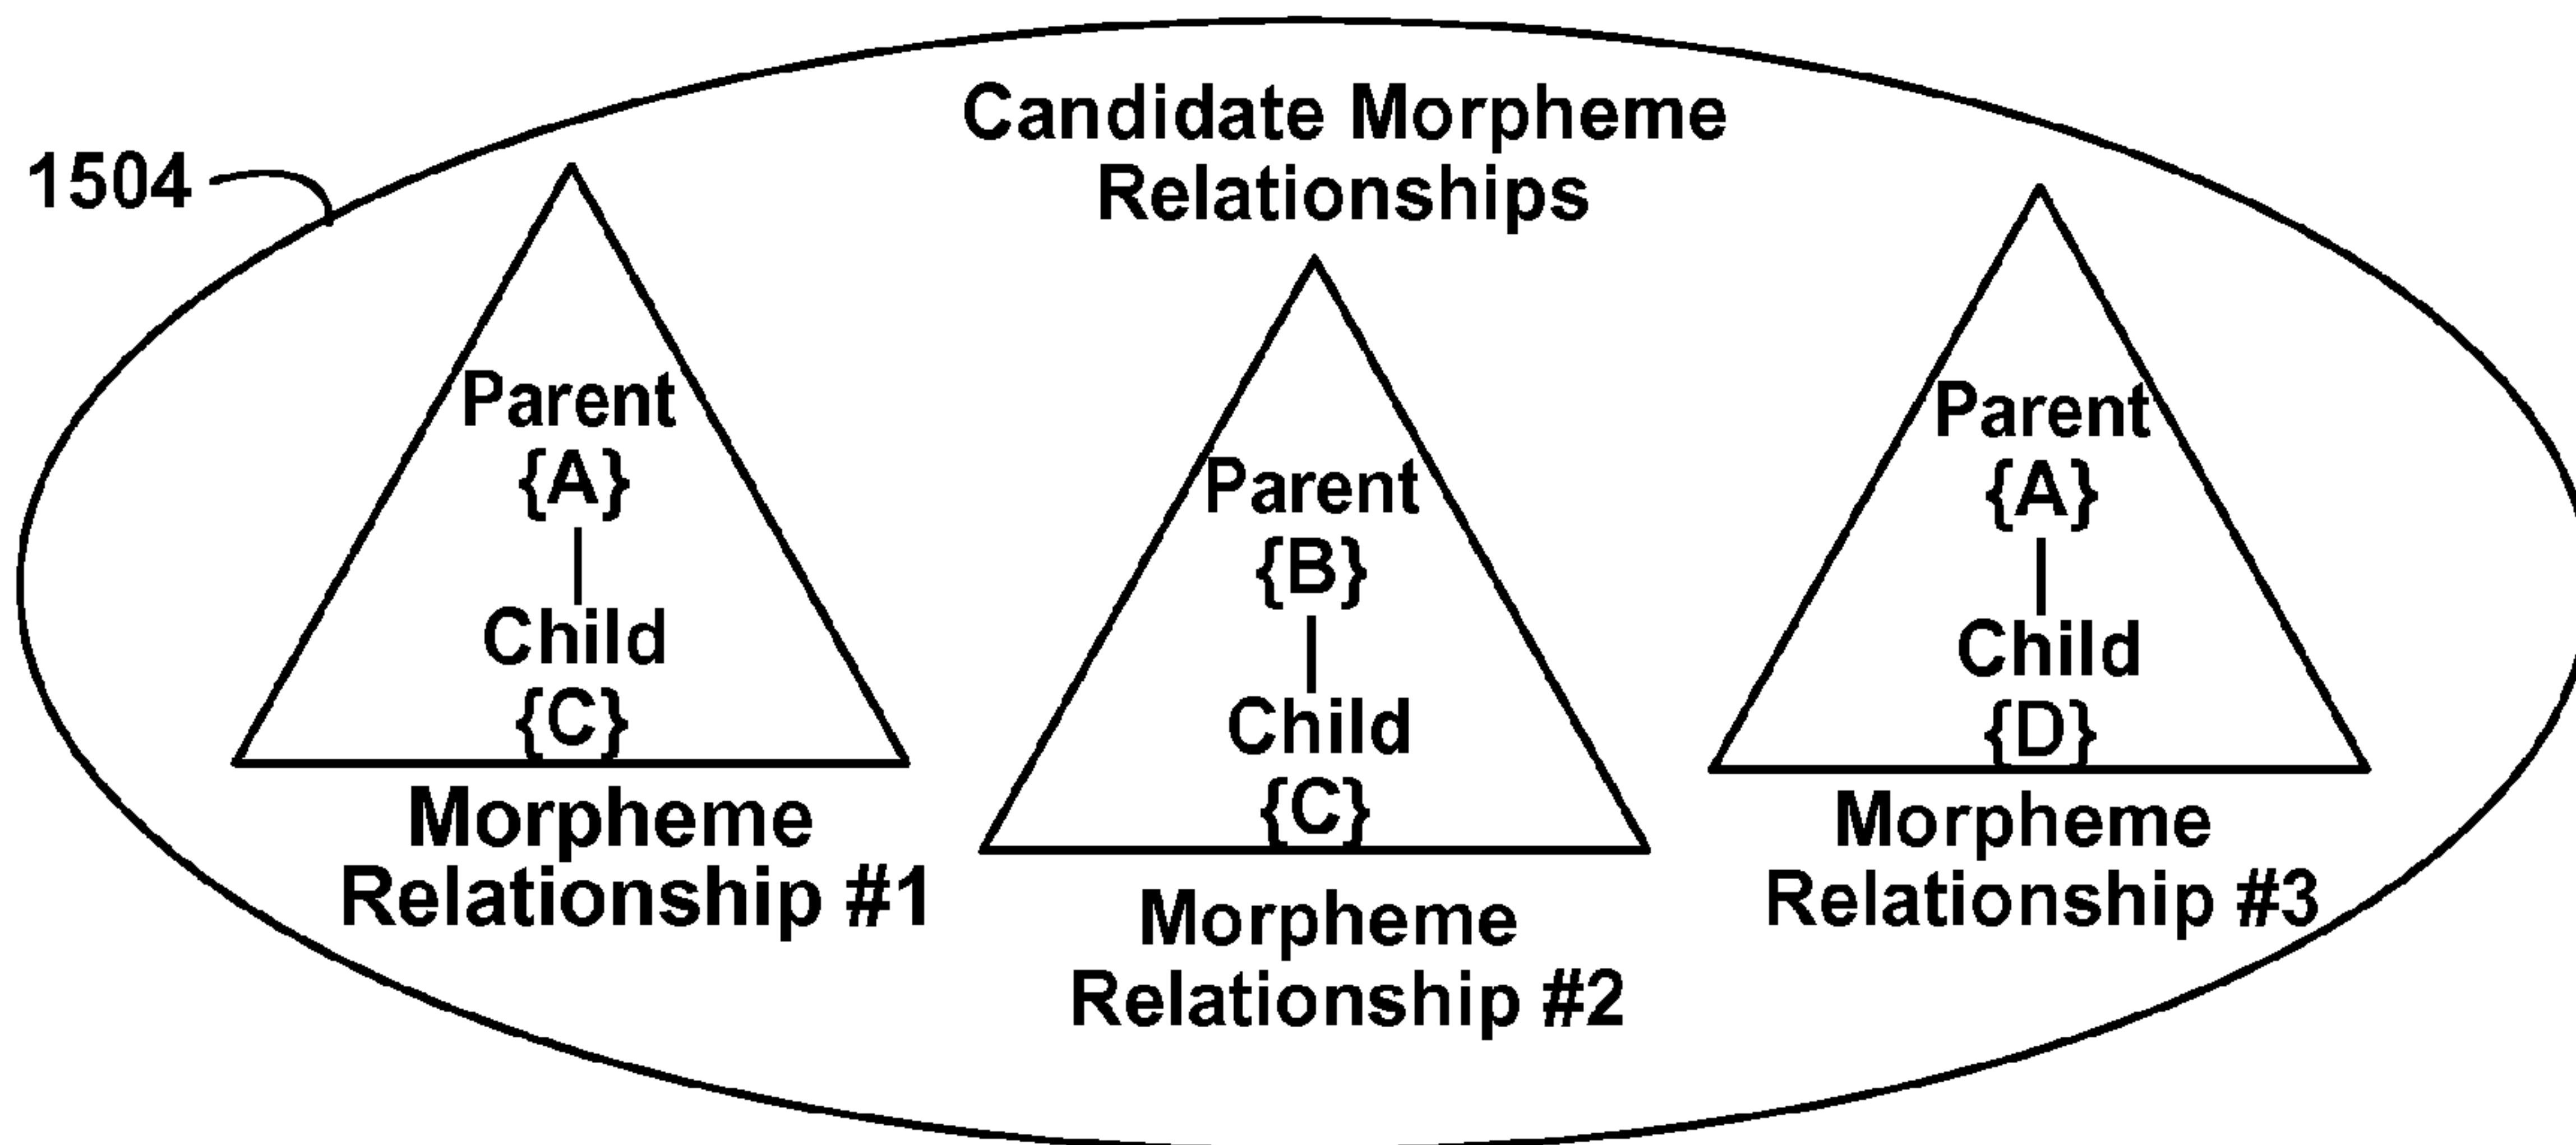 Candidate Morpheme
Relationships
1504
Parent
{A}
Child
{C}
Morpheme
Relationship #1
Parent
{B}
Child
{C}
Morpheme
Relationship #2
Parent
{A}
Child
{D}
Morpheme
Relationship #3